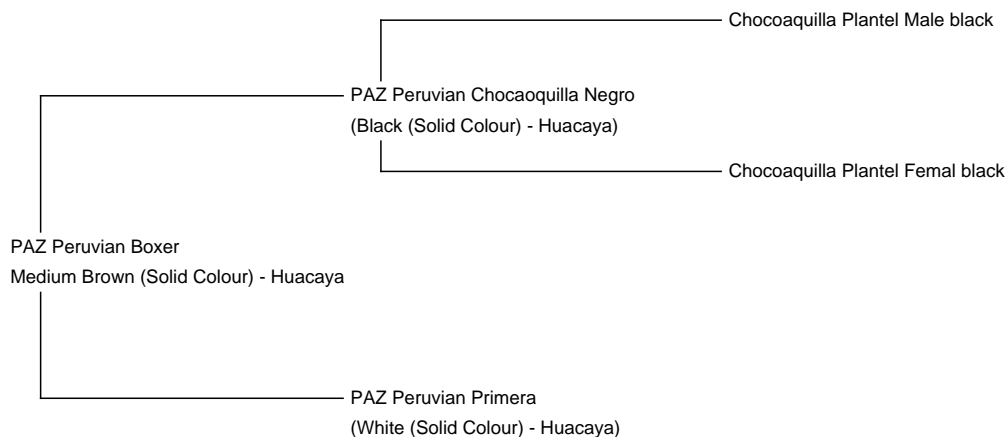 Chocoaquilla Plantel Male black
PAZ Peruvian Chocaoquilla Negro
(Black (Solid Colour) - Huacaya)
Chocoaquilla Plantel Femal black
PAZ Peruvian Boxer
Medium Brown (Solid Colour) - Huacaya
PAZ Peruvian Primera
(White (Solid Colour) - Huacaya)